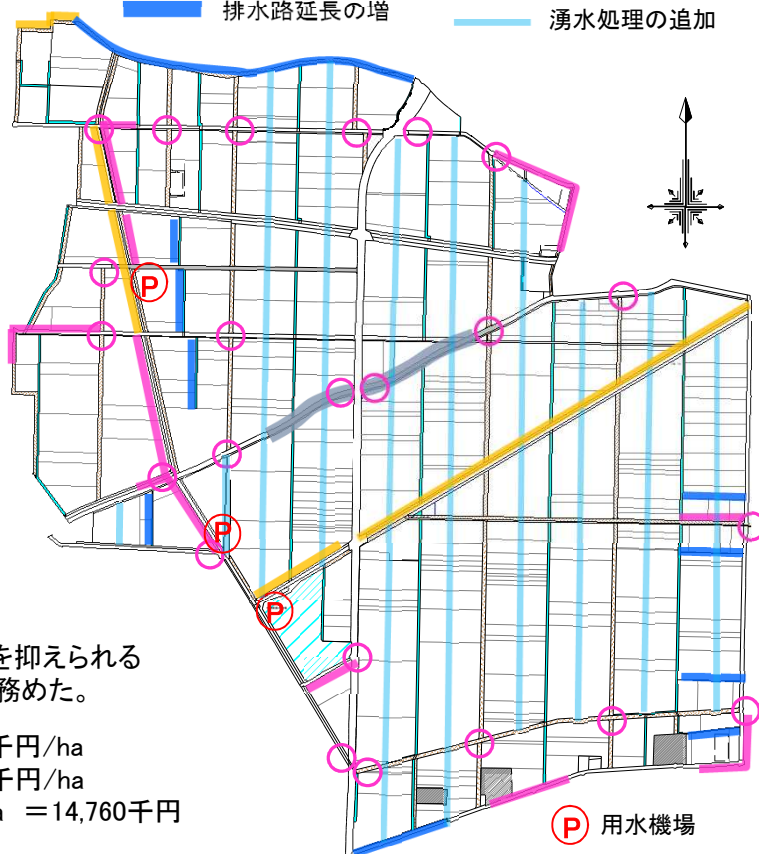 排水路延長の増
湧水処理の追加
P
P
P
を抑えられる
務めた。
千円/ha
千円/ha
a ＝14,760千円
P 用水機場